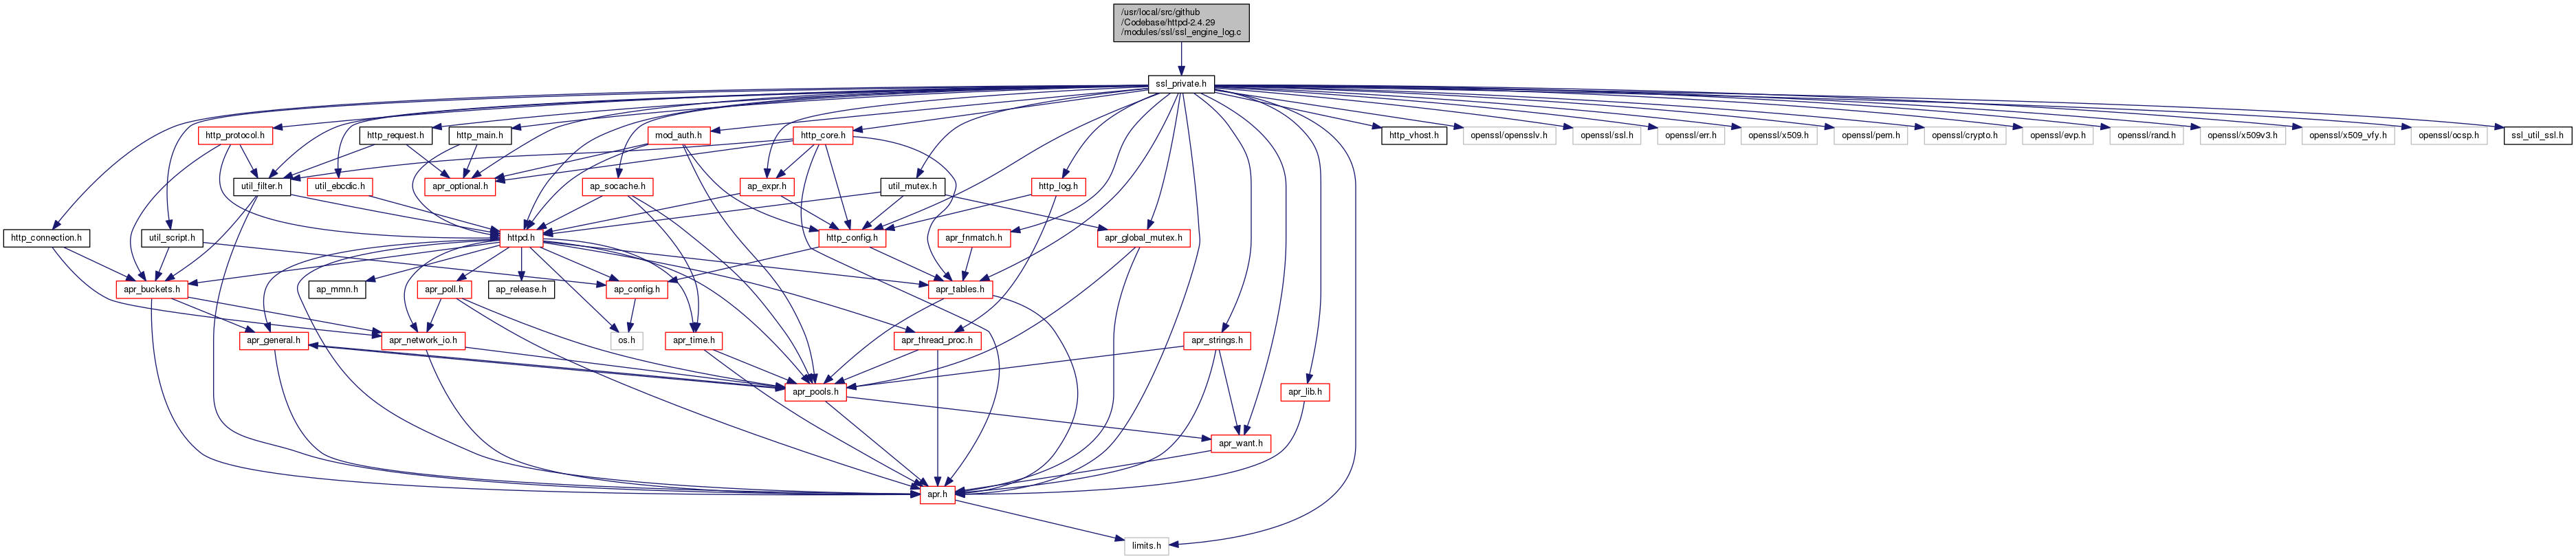 /usr/local/src/github
/Codebase/httpd-2.4.29
/modules/ssl/ssl_engine_log.c
ssl_private.h
http_protocol.h
http_request.h
http_main.h
mod_auth.h
http_core.h
http_vhost.h
openssl/opensslv.h
openssl/ssl.h
openssl/err.h
openssl/x509.h
openssl/pem.h
openssl/crypto.h
openssl/evp.h
openssl/rand.h
openssl/x509v3.h
openssl/x509_vfy.h
openssl/ocsp.h
ssl_util_ssl.h
util_filter.h
util_ebcdic.h
apr_optional.h
ap_socache.h
ap_expr.h
util_mutex.h
http_log.h
http_connection.h
util_script.h
httpd.h
http_config.h
apr_fnmatch.h
apr_global_mutex.h
apr_buckets.h
ap_mmn.h
apr_poll.h
ap_release.h
ap_config.h
apr_tables.h
apr_general.h
apr_network_io.h
os.h
apr_time.h
apr_thread_proc.h
apr_strings.h
apr_pools.h
apr_lib.h
apr_want.h
apr.h
limits.h